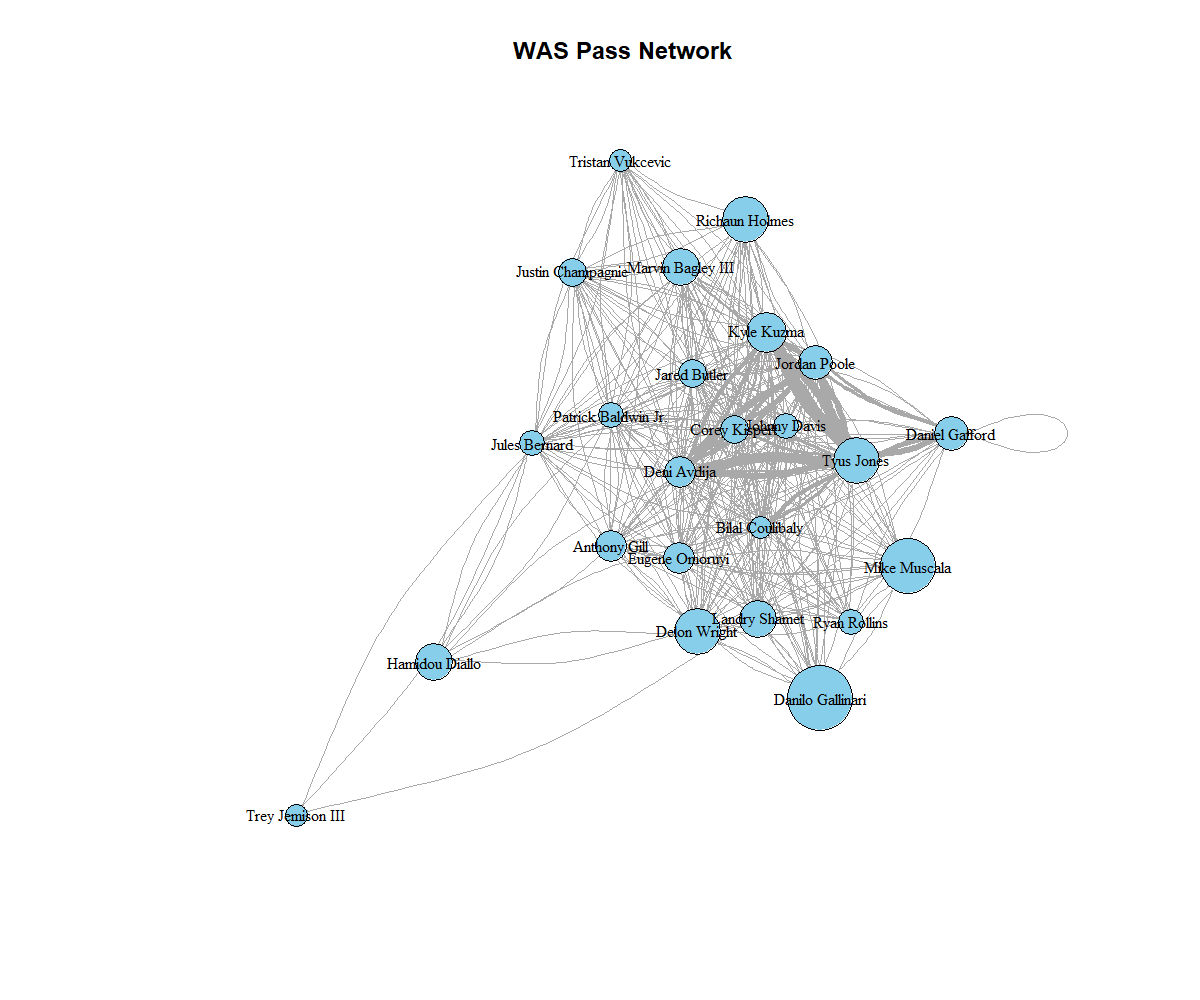 WAS Pass Network
Tristan Vukcevic
Richaun Holmes
Justin Champagnie
Marvin Bagley III
Kyle Kuzma
Jordan Poole
Jared Butler
Patrick Baldwin Jr
Corey Kispert
Johnny Davis
Daniel Gafford
Jules Bernard
Tyus Jones
Deni Avdija
Bilal Coulibaly
Anthony Gill
Eugene Omoruyi
Mike Muscala
Landry Shamet
Ryan Rollins
Delon Wright
Hamidou Diallo
Danilo Gallinari
Trey Jemison III